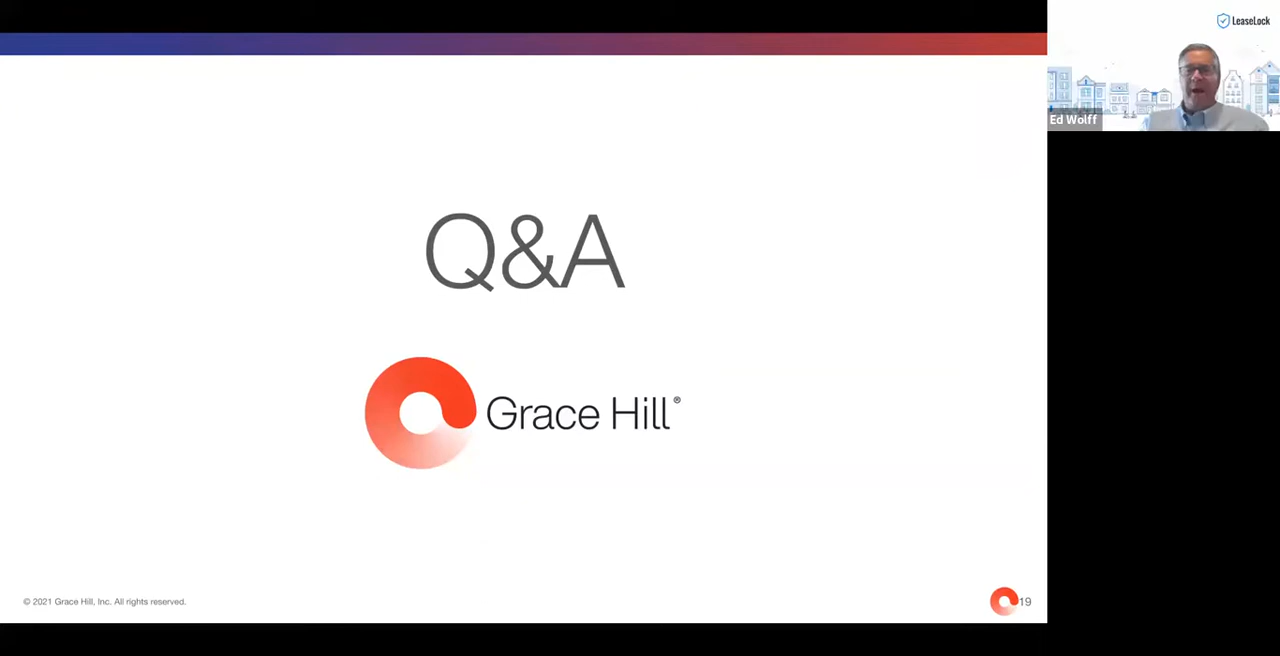 LeaseLock
Ed Wolff
Q&A
Grace Hill®
© 2021 Grace Hill, Inc. All rights reserved.
19